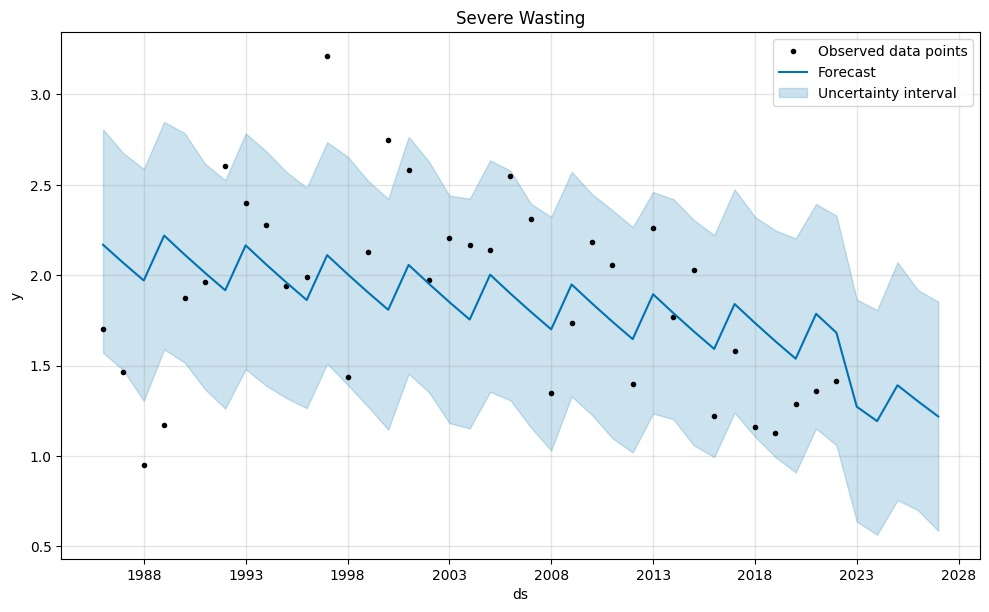 Severe Wasting
Observed data points
Forecast
Uncertainty interval
y
3.0
2.5
2.0
1.5
1.0
0.5
1988 1993 1998 2003 2008 2013 2018 2023 2028
ds